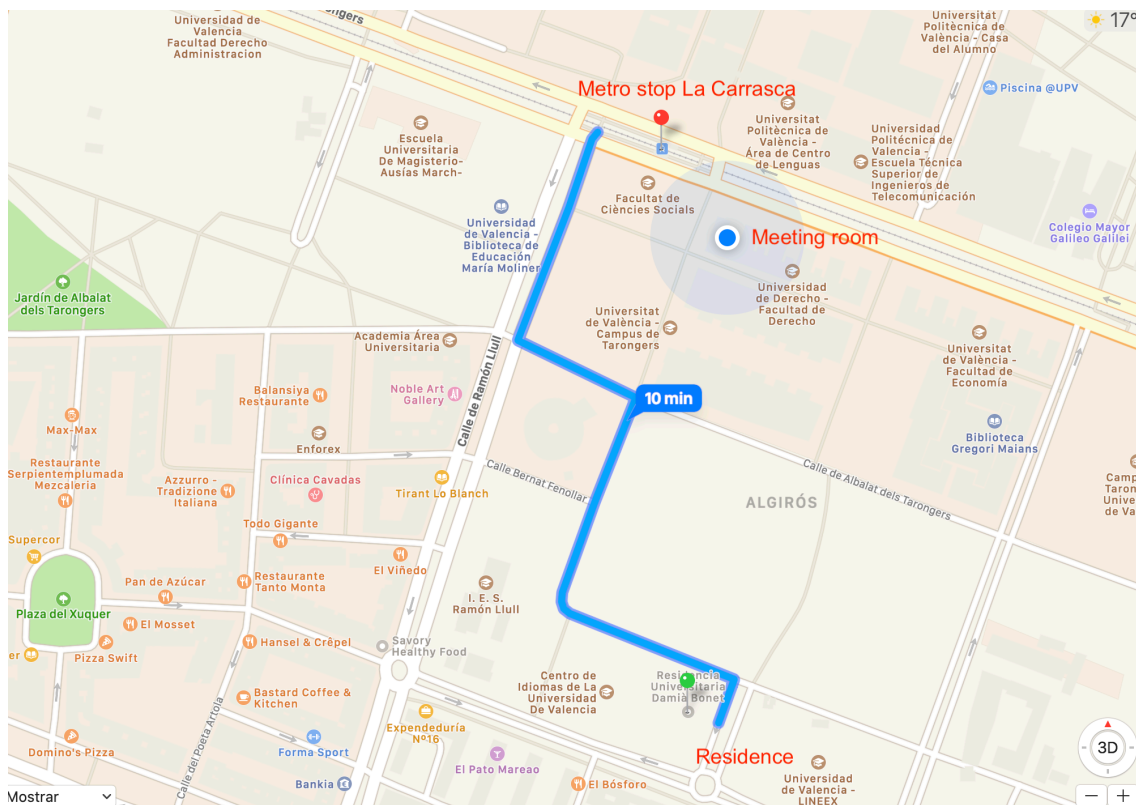 Universidad de
Valencia
Facultad Derecho
Administracion
Tarongers
Universitat
Politècnica de
València - Casa
del Alumno
17°
Metro stop La Carrasca
Piscina @UPV
Escuela
Universitaria
De Magisterio-
Ausías March-
Universitat
Politècnica de
València -
Área de Centro
de Lenguas
Universidad
Politécnica de
Valencia -
Escuela Técnica
Superior de
Ingenieros de
Telecomunicación
Facultat de
Ciències Socials
Universidad
de Valencia -
Biblioteca de
Educación
María Moliner
Meeting room
Colegio Mayor
Galileo Galilei
Jardín de Albalat
dels Tarongers
Universidad
de Derecho -
Facultad de
Derecho
Universitat
de València -
Campus de
Tarongers
Academia Área
Universitaria
Universitat
de València -
Facultad de
Economía
Calle de Ramón Llull
Balansiya
Restaurante
Noble Art
Gallery
10 min
Max-Max
Enforex
Biblioteca
Gregori Maians
Restaurante
Serpientemplumada
Mezcaleria
Azzurro -
Tradizione
Italiana
Clínica Cavadas
Tirant Lo Blanch
Calle Bernat Fenollar
Calle de Albalat dels Tarongers
ALGIRÓS
Camp
Taron
Unive
de Va
Todo Gigante
Supercor
El Viñedo
Pan de Azúcar
Restaurante
Tanto Monta
I. E. S.
Ramón Llull
Plaza del Xuquer
El Mosset
Hansel & Crêpel
Savory
Healthy Food
er
Pizza Swift
Centro de
Idiomas de La
Universidad
De Valencia
Residencia
Universitaria
Damià Bonet
Bastard Coffee &
Kitchen
Calle del Poeta Artola
Expendeduría
Nº16
Domino's Pizza
Forma Sport
Residence
3D
El Pato Mareao
Bankia
El Bósforo
Universidad
de Valencia -
LINEEX
Mostrar
− +